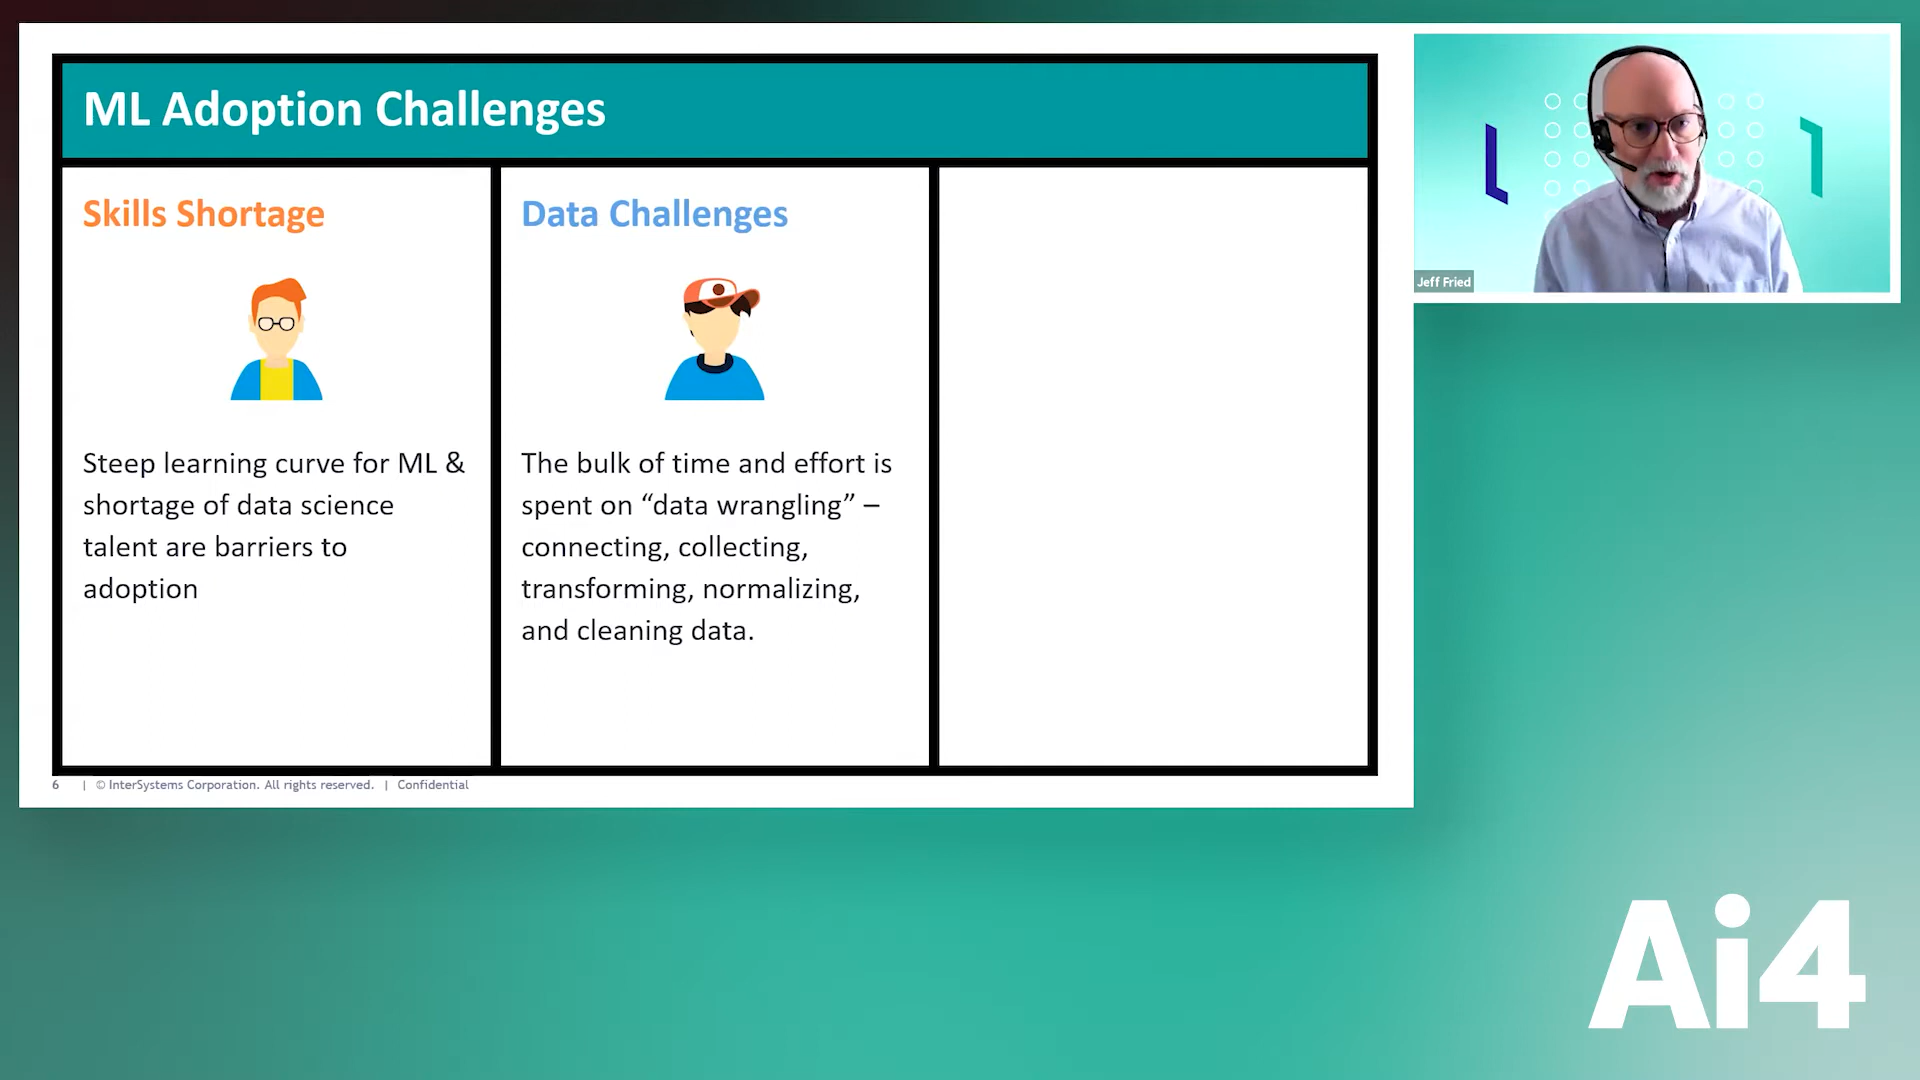 ML Adoption Challenges
Skills Shortage
Steep learning curve for ML &
shortage of data science
talent are barriers to
adoption
Data Challenges
The bulk of time and effort is
spent on “data wrangling” –
connecting, collecting,
transforming, normalizing,
and cleaning data.
6 | © InterSystems Corporation. All rights reserved. | Confidential
Jeff Fried
Ai4